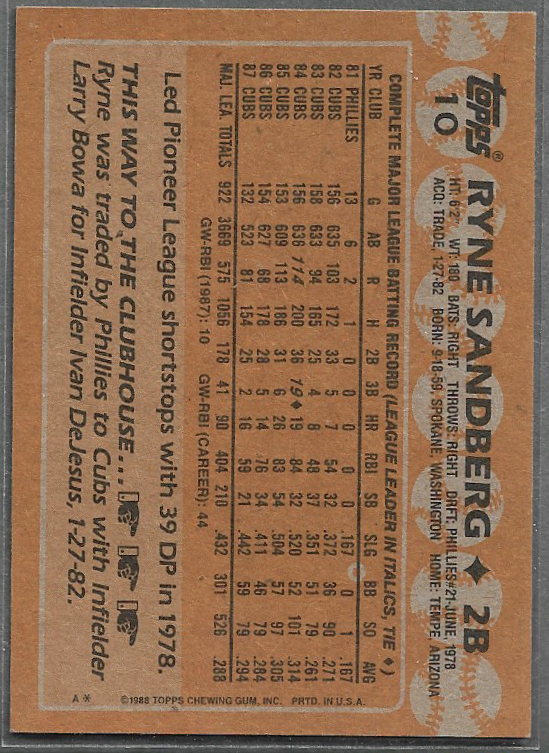 topps®
10
RYNE SANDBERG ♦ 2B
HT: 6'2" WT: 180 BATS: RIGHT THROWS: RIGHT DRFT: PHILLIES #21-JUNE, 1978
ACQ: TRADE, 1-27-82 BORN: 9-18-59, SPOKANE, WASHINGTON HOME: TEMPE, ARIZONA
COMPLETE MAJOR LEAGUE BATTING RECORD (LEAGUE LEADER IN ITALICS, TIE ♦)
YR CLUB G AB R H 2B 3B HR RBI SB SLG BB SO AVG
81 PHILLIES 13 6 2 1 0 0 0 0 0 .167 0 1 .167
82 CUBS 156 635 103 172 33 5 7 54 32 .372 36 90 .271
83 CUBS 158 633 94 165 25 4 8 48 37 .351 51 79 .261
84 CUBS 156 636 114 200 36 19♦ 19 84 32 .520 52 101 .314
85 CUBS 153 609 113 186 31 6 26 83 54 .504 57 97 .305
86 CUBS 154 627 68 178 28 5 14 76 34 .411 46 79 .284
87 CUBS 132 523 81 154 25 2 16 59 21 .442 59 79 .294
MAJ. LEA. TOTALS 922 3669 575 1056 178 41 90 404 210 .432 301 526 .288
GW-RBI (1987): 10 GW-RBI (CAREER): 44
Led Pioneer League shortstops with 39 DP in 1978.
THIS WAY TO THE CLUBHOUSE...
Ryne was traded by Phillies to Cubs with Infielder
Larry Bowa for Infielder Ivan DeJesus, 1-27-82.
A * ©1988 TOPPS CHEWING GUM, INC. PRTD. IN U.S.A.